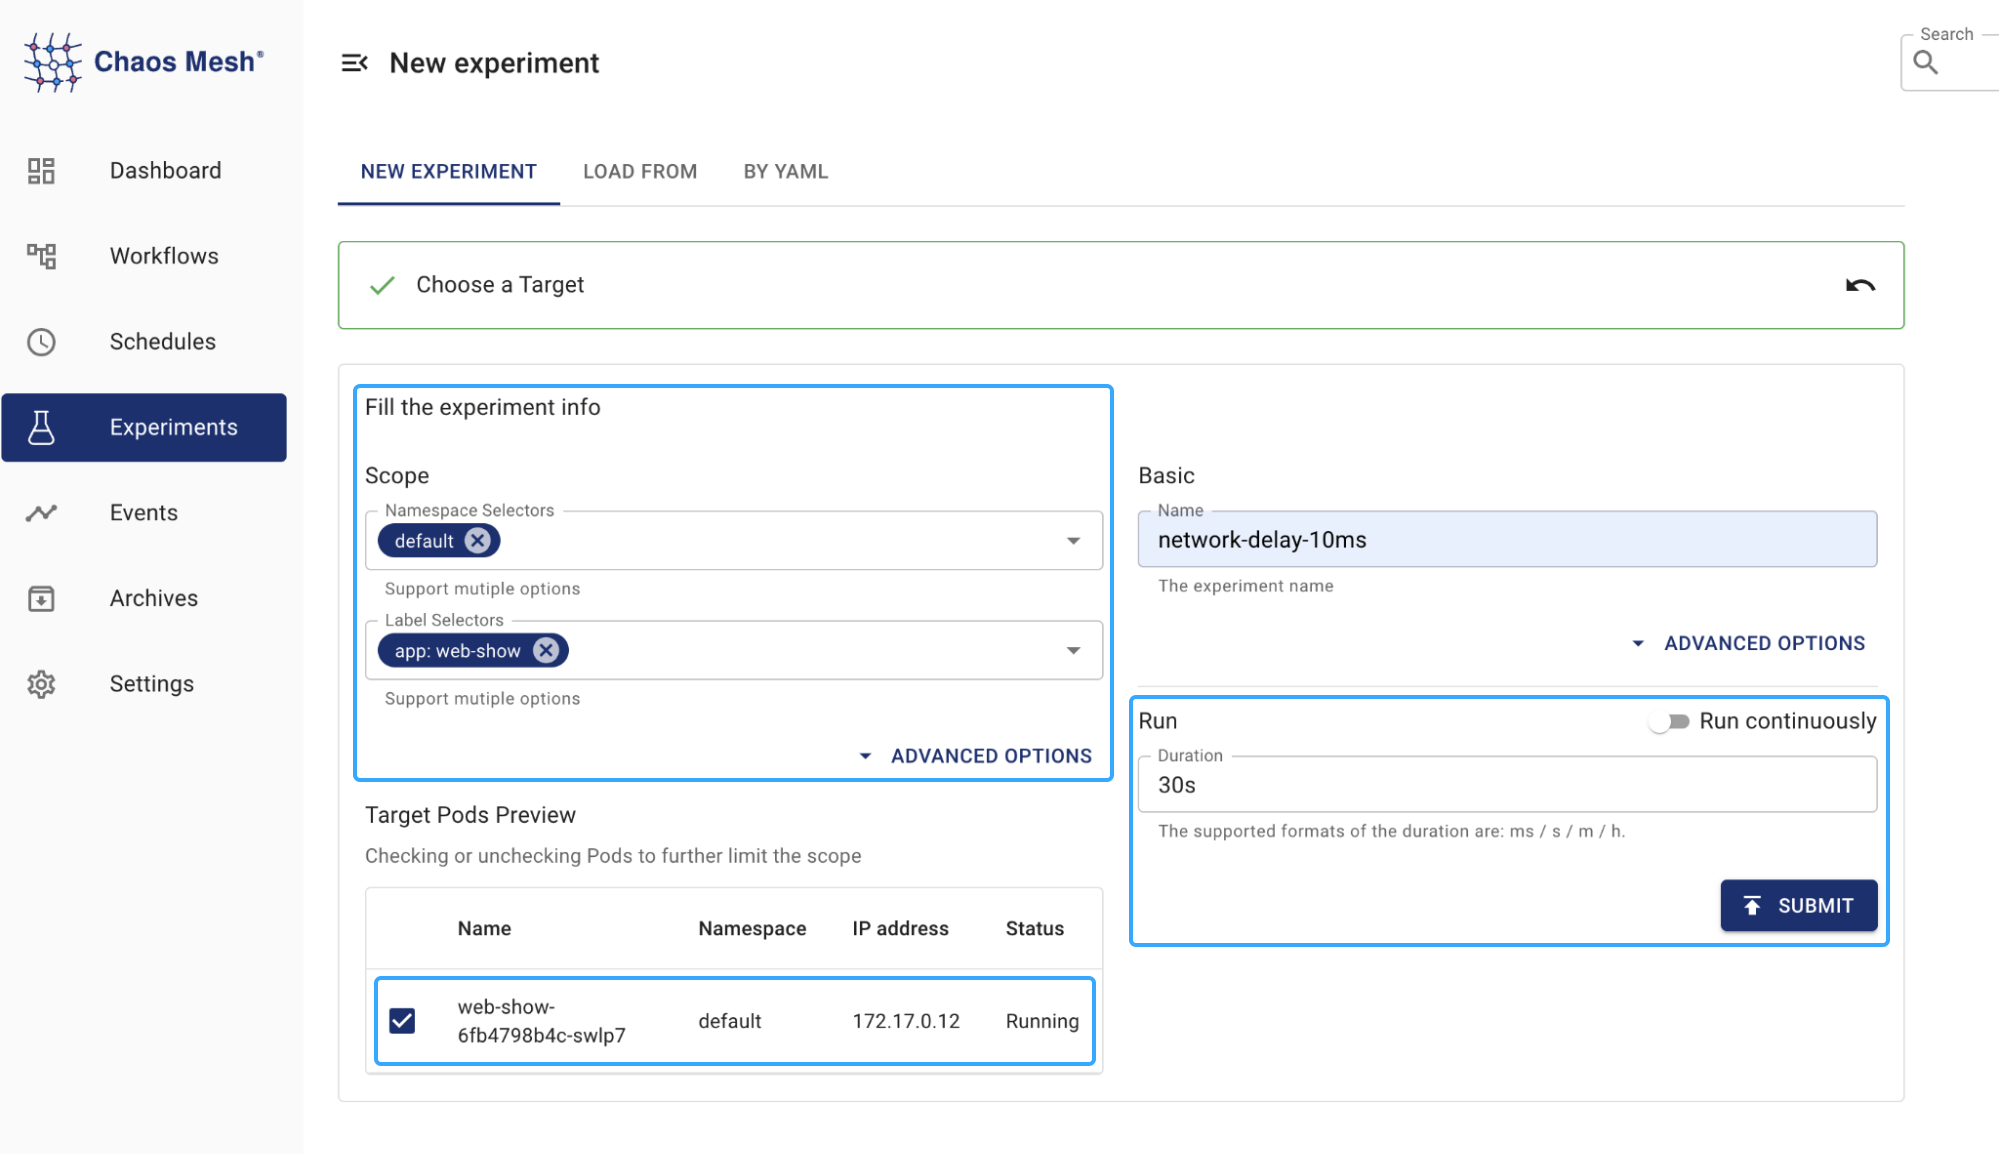 Chaos Mesh®
New experiment
Search
Dashboard
Workflows
Schedules
Experiments
Events
Archives
Settings
NEW EXPERIMENT
LOAD FROM
BY YAML
Choose a Target
Fill the experiment info
Scope
Namespace Selectors
default
Support mutiple options
Label Selectors
app: web-show
Support mutiple options
ADVANCED OPTIONS
Target Pods Preview
Checking or unchecking Pods to further limit the scope
Name Namespace IP address Status
web-show-
6fb4798b4c-swlp7 default 172.17.0.12 Running
Basic
Name
network-delay-10ms
The experiment name
ADVANCED OPTIONS
Run
Run continuously
Duration
30s
The supported formats of the duration are: ms / s / m / h.
SUBMIT